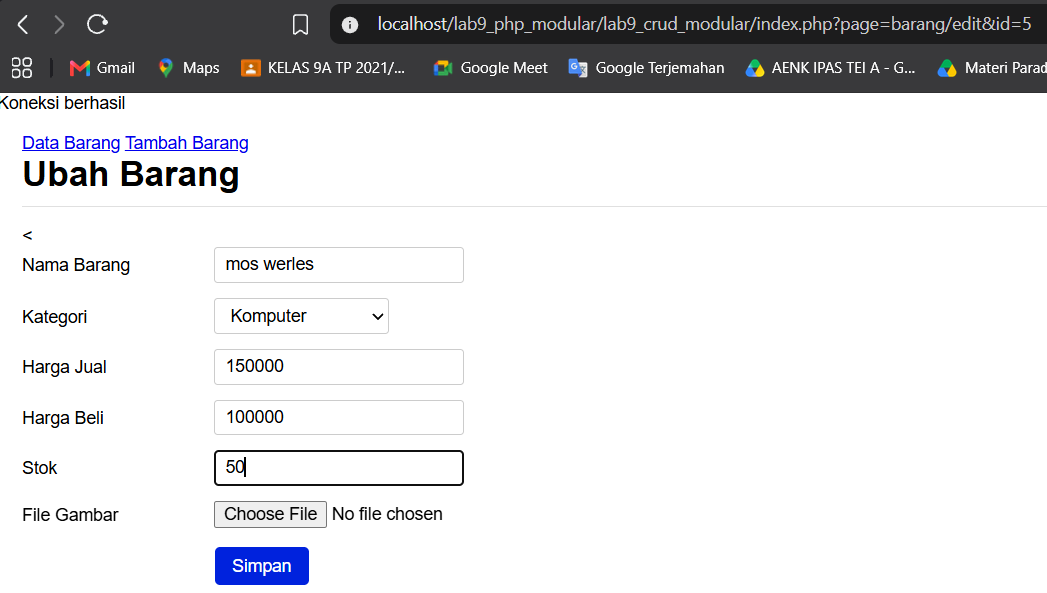 localhost/lab9_php_modular/lab9_crud_modular/index.php?page=barang/edit&id=5
Gmail Maps KELAS 9A TP 2021/... Google Meet Google Terjemahan AENK IPAS TEI A - G... Materi Parad
Koneksi berhasil
Data Barang Tambah Barang
Ubah Barang
<
Nama Barang mos werles
Kategori Komputer
Harga Jual 150000
Harga Beli 100000
Stok 50
File Gambar Choose File No file chosen
Simpan